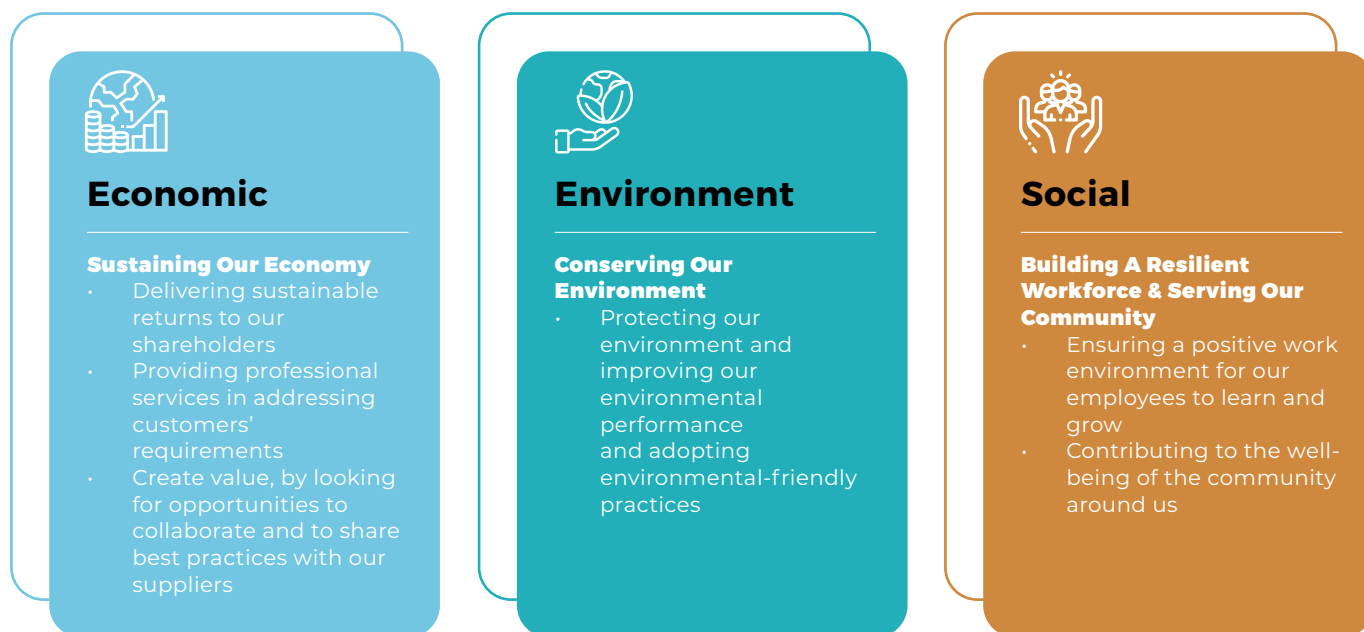 Economic
Sustaining Our Economy
• Delivering sustainable
returns to our
shareholders
• Providing professional
services in addressing
customers’
requirements
• Create value, by looking
for opportunities to
collaborate and to share
best practices with our
suppliers
Environment
Conserving Our
Environment
• Protecting our
environment and
improving our
environmental
performance
and adopting
environmental-friendly
practices
Social
Building A Resilient
Workforce & Serving Our
Community
• Ensuring a positive work
environment for our
employees to learn and
grow
• Contributing to the well-
being of the community
around us